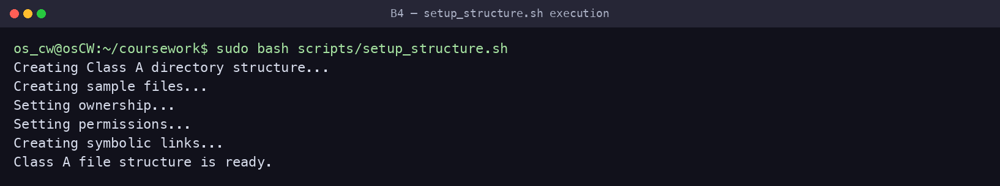 B4 — setup_structure.sh execution
os_cw@osCW:~/coursework$ sudo bash scripts/setup_structure.sh
Creating Class A directory structure...
Creating sample files...
Setting ownership...
Setting permissions...
Creating symbolic links...
Class A file structure is ready.